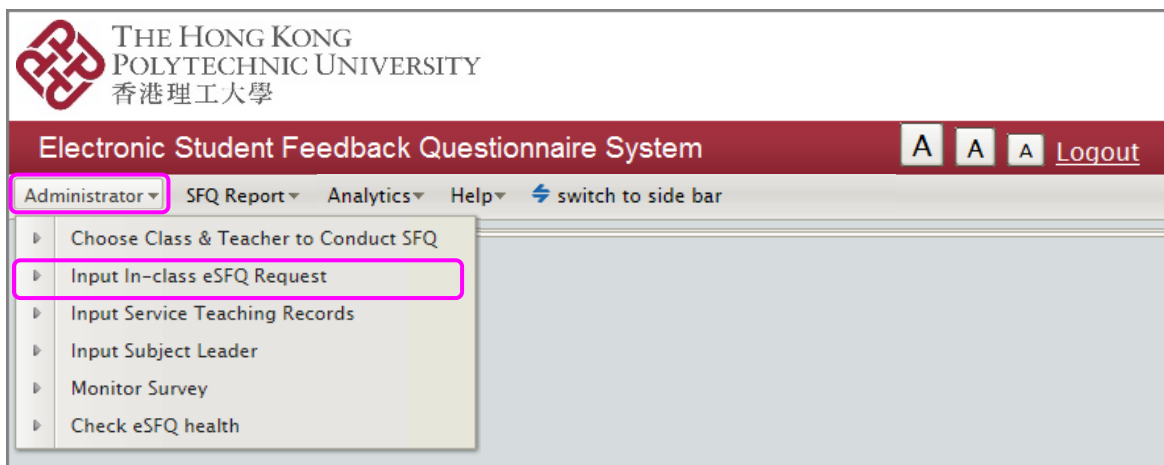 THE HONG KONG
POLYTECHNIC UNIVERSITY
香港理工大學
Electronic Student Feedback Questionnaire System A A A Logout
Administrator SFQ Report Analytics Help switch to side bar
Choose Class & Teacher to Conduct SFQ
Input In-class eSFQ Request
Input Service Teaching Records
Input Subject Leader
Monitor Survey
Check eSFQ health